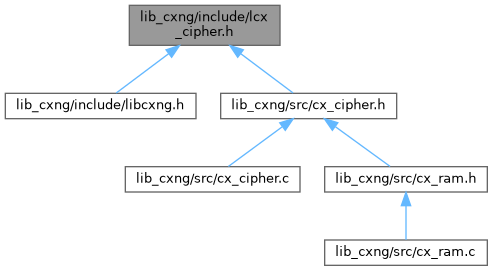 lib_cxng/include/lcx
_cipher.h
lib_cxng/include/libcxng.h
lib_cxng/src/cx_cipher.h
lib_cxng/src/cx_cipher.c
lib_cxng/src/cx_ram.h
lib_cxng/src/cx_ram.c